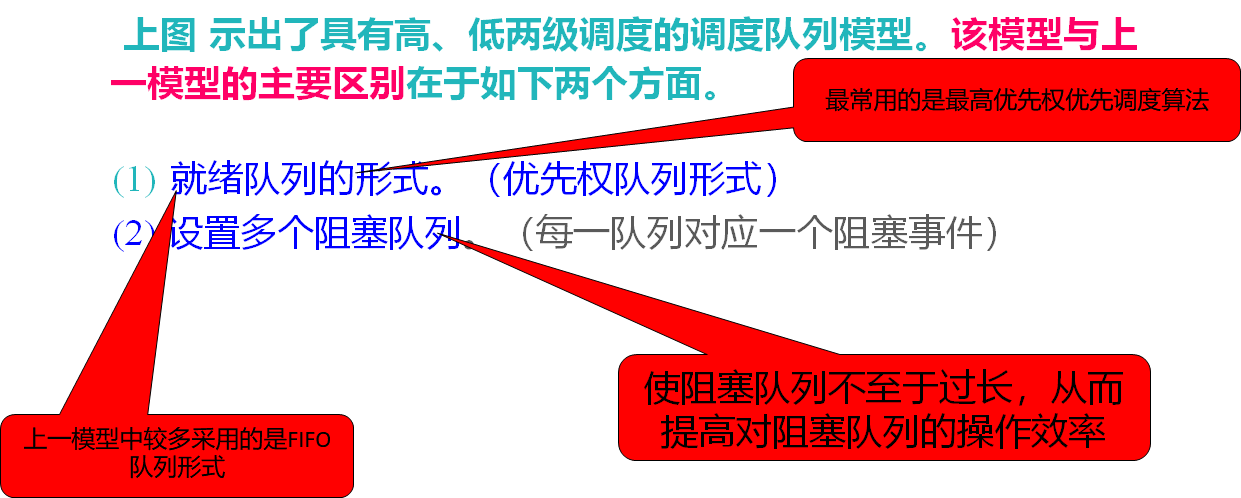 上图 示出了具有高、低两级调度的调度队列模型。该模型与上
一模型的主要区别在于如下两个方面。
最常用的是最高优先权优先调度算法
(1) 就绪队列的形式。（优先权队列形式）
(2) 设置多个阻塞队列。（每一队列对应一个阻塞事件）
使阻塞队列不至于过长，从而
提高对阻塞队列的操作效率
上一模型中较多采用的是FIFO
队列形式